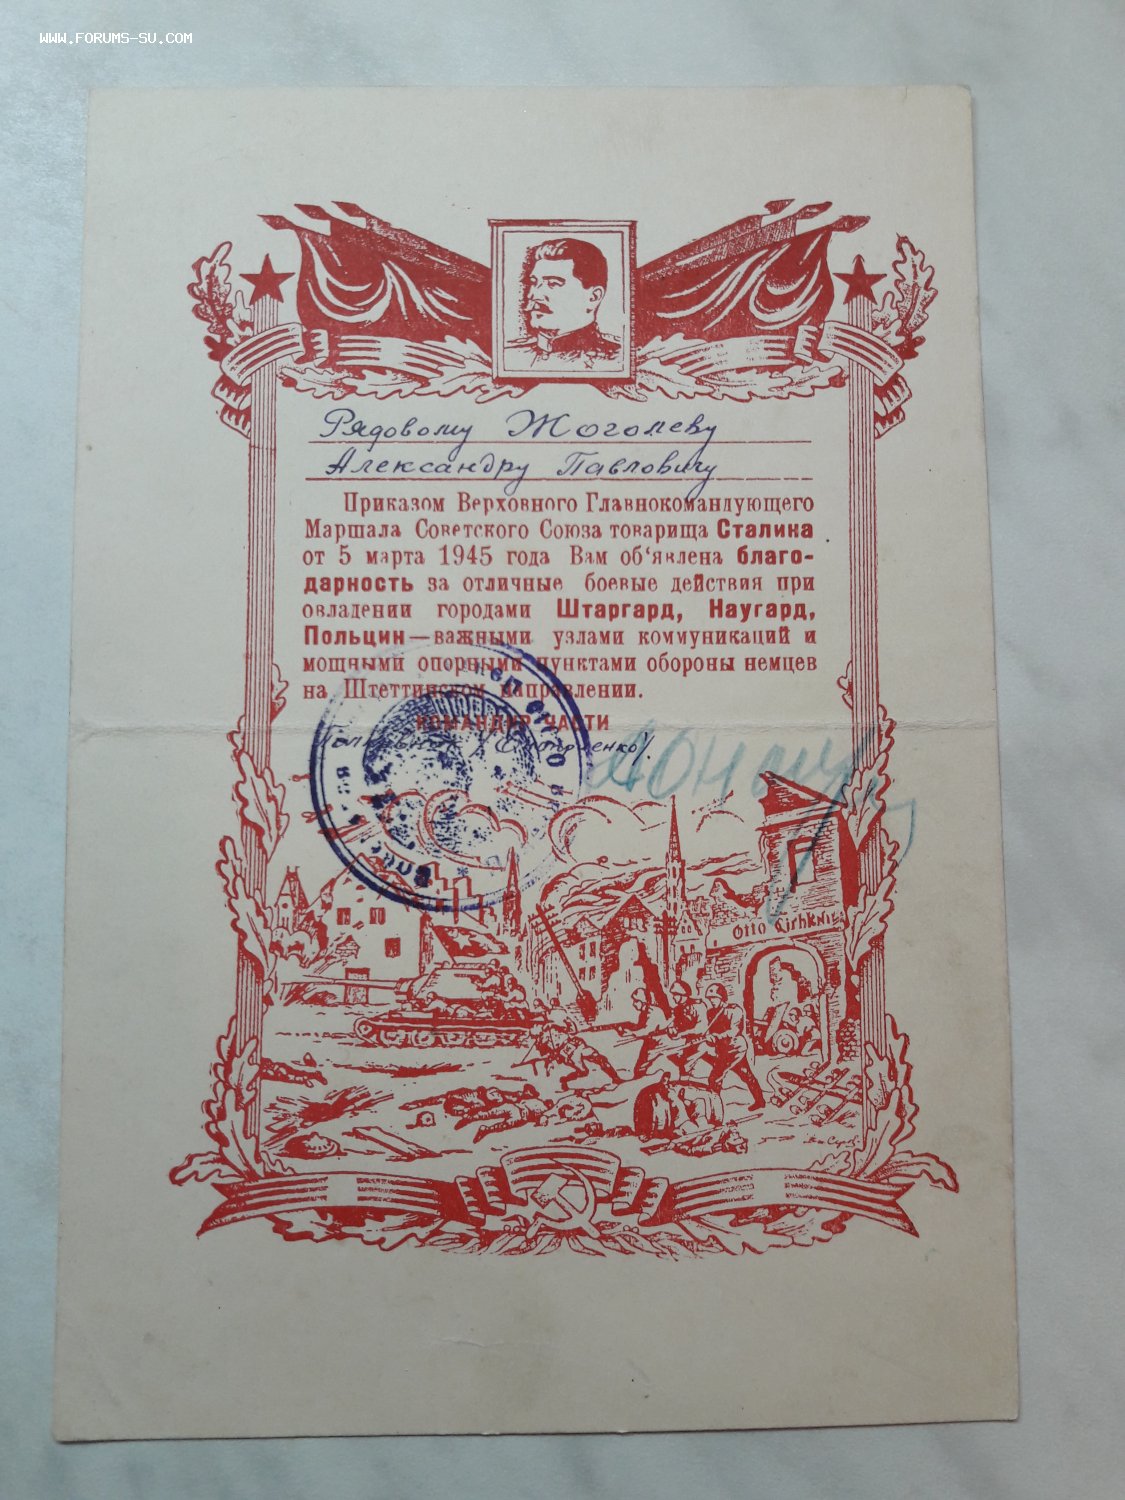 WWW.FORUMS-SU.COM
Рядовому Жоголеву
Александру Павловичу
Приказом Верховного Главнокомандующего
Маршала Советского Союза товарища Сталина
от 5 марта 1945 года Вам об‘явлена благо-
дарность за отличные боевые действия при
овладении городами Штаргард, Наугард,
Польцин—важными узлами коммуникаций и
мощными опорными пунктами обороны немцев
на Штеттинском направлении.
КОМАНДИР ЧАСТИ
Otto